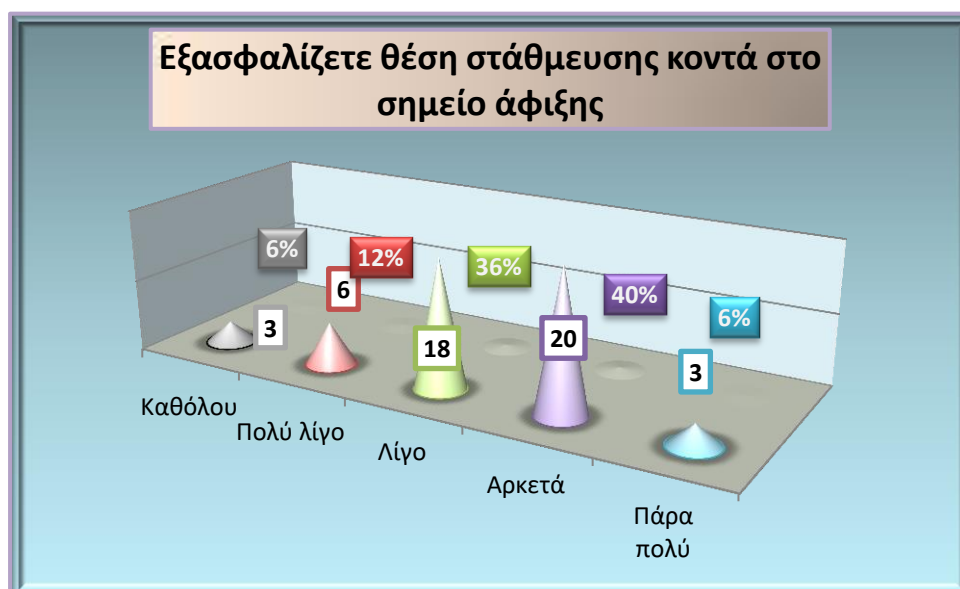 Εξασφαλίζετε θέση στάθμευσης κοντά στο
σημείο άφιξης
6%
12%
36%
40%
6%
3
6
18
20
3
Καθόλου
Πολύ λίγο
Λίγο
Αρκετά
Πάρα
πολύ